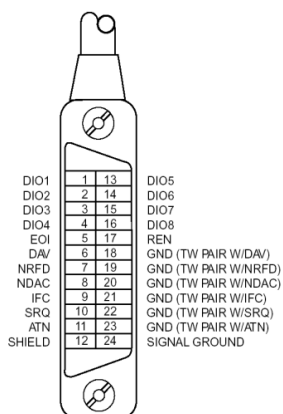 DIO1 1 13 DIO5
DIO2 2 14 DIO6
DIO3 3 15 DIO7
DIO4 4 16 DIO8
EOI 5 17 REN
DAV 6 18 GND (TW PAIR W/DAV)
NRFD 7 19 GND (TW PAIR W/NRFD)
NDAC 8 20 GND (TW PAIR W/NDAC)
IFC 9 21 GND (TW PAIR W/IFC)
SRQ 10 22 GND (TW PAIR W/SRQ)
ATN 11 23 GND (TW PAIR W/ATN)
SHIELD 12 24 SIGNAL GROUND